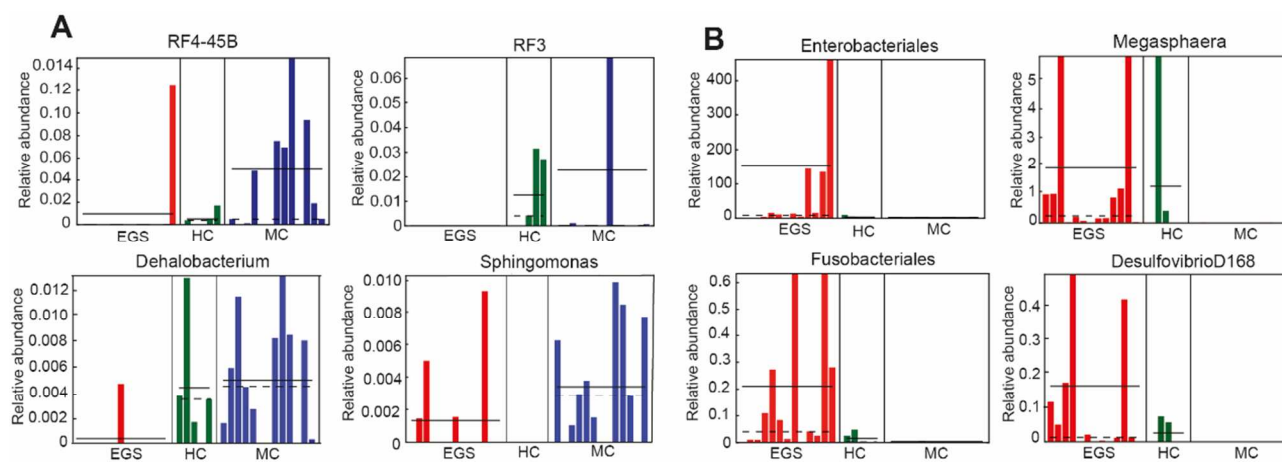 A
RF4-45B
Relative abundance
0.014
0.12
0.10
0.08
0.06
0.04
0.02
0
EGS
HC
MC
RF3
Relative abundance
0.06
0.05
0.04
0.03
0.02
0.01
0
EGS
HC
MC
Dehalobacterium
Relative abundance
0.012
0.010
0.008
0.006
0.004
0.002
0.000
EGS
HC
MC
Sphingomonas
Relative abundance
0.010
0.008
0.006
0.004
0.002
0.000
EGS
HC
MC
B
Enterobacteriales
Relative abundance
400
300
200
100
0
EGS
HC
MC
Megasphaera
Relative abundance
5
4
3
2
1
0
EGS
HC
MC
Fusobacteriales
Relative abundance
0.6
0.5
0.4
0.3
0.2
0.1
0
EGS
HC
MC
DesulfovibrioD168
Relative abundance
0.4
0.3
0.2
0.1
0
EGS
HC
MC